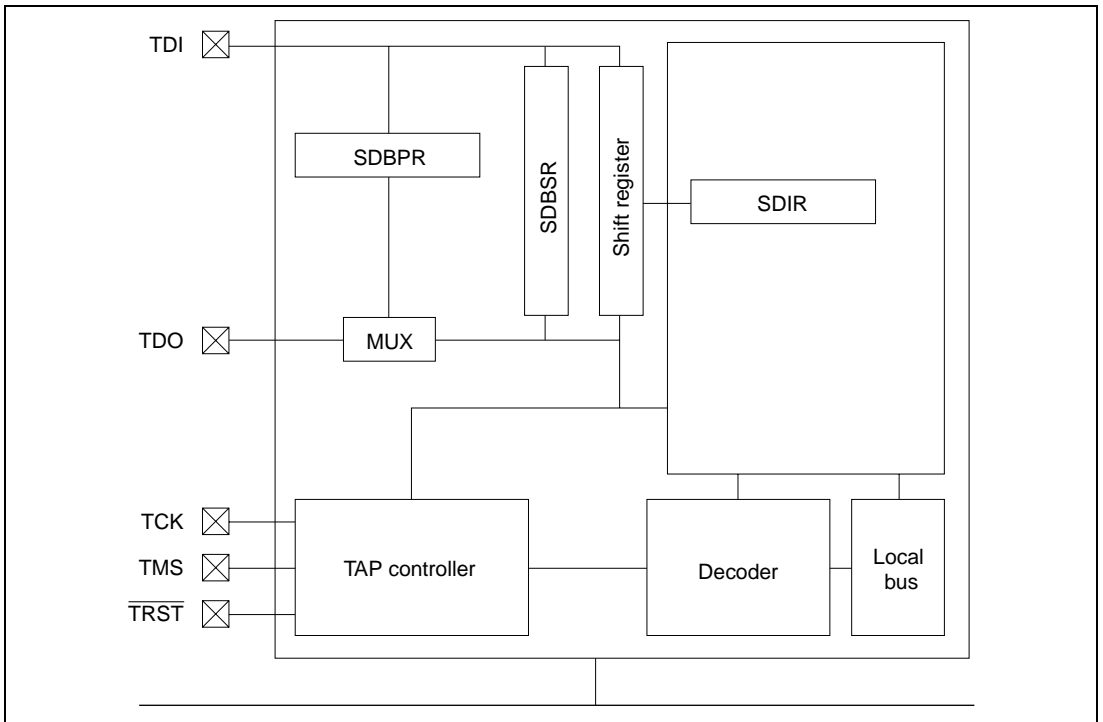 TDI
SDBPR
SDBSR
Shift register
SDIR
TDO
MUX
TCK
TMS
TRST
TAP controller
Decoder
Local
bus